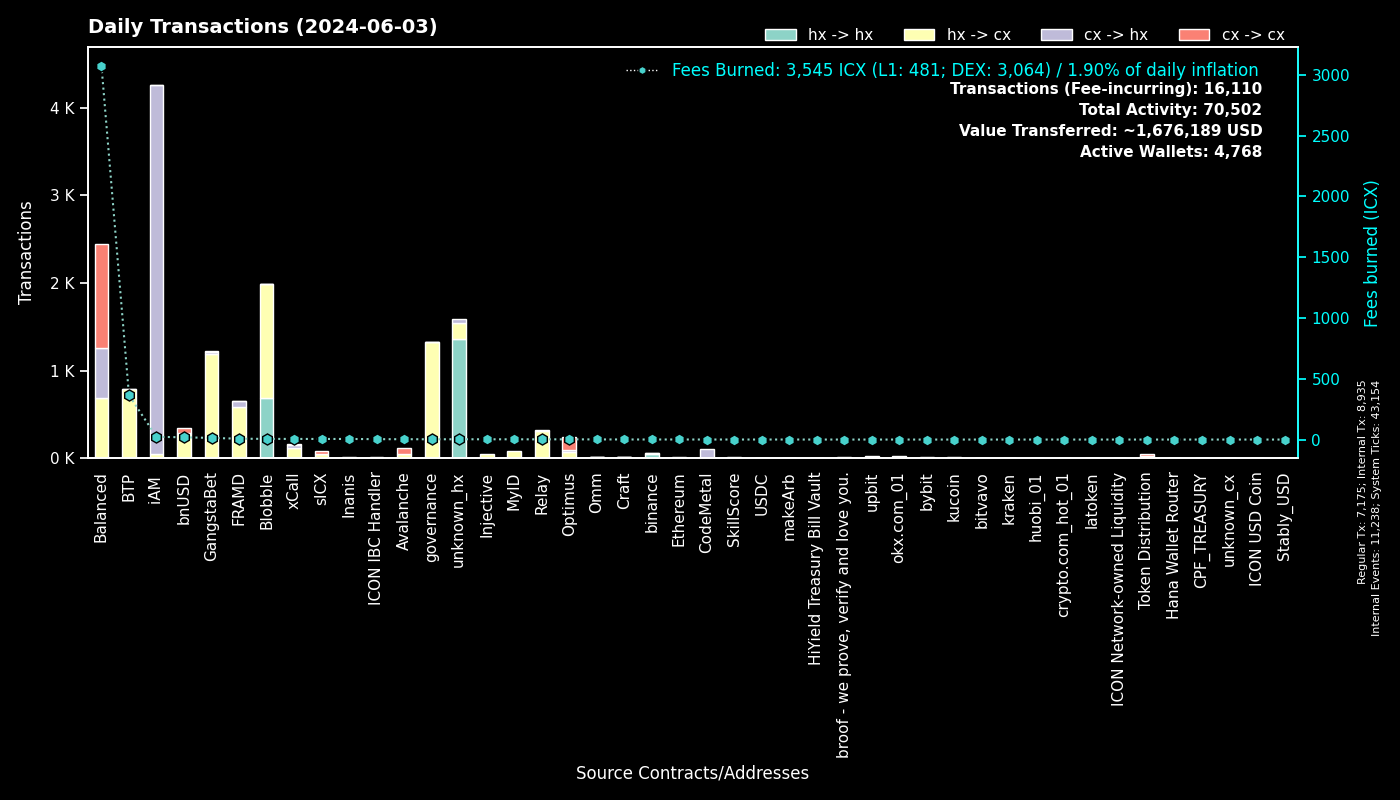 Daily Transactions (2024-06-03)
hx -> hx
hx -> cx
cx -> hx
cx -> cx
Fees Burned: 3,545 ICX (L1: 481; DEX: 3,064) / 1.90% of daily inflation
Transactions (Fee-incurring): 16,110
Total Activity: 70,502
Value Transferred: ~1,676,189 USD
Active Wallets: 4,768
Transactions
4 K
3 K
2 K
1 K
0 K
3000
2500
2000
1500
1000
500
0
Fees burned (ICX)
Regular Tx: 7,175; Internal Tx: 8,935
Internal Events: 11,238; System Ticks: 43,154
Balanced
BTP
iAM
bnUSD
GangstaBet
FRAMD
Blobble
xCall
sICX
Inanis
ICON IBC Handler
Avalanche
governance
unknown_hx
Injective
MyID
Relay
Optimus
Omm
Craft
binance
Ethereum
CodeMetal
SkillScore
USDC
makeArb
HiYield Treasury Bill Vault
broof - we prove, verify and love you.
upbit
okx.com_01
bybit
kucoin
bitvavo
kraken
huobi_01
crypto.com_hot_01
latoken
ICON Network-owned Liquidity
Token Distribution
Hana Wallet Router
CPF_TREASURY
unknown_cx
ICON USD Coin
Stably_USD
Source Contracts/Addresses